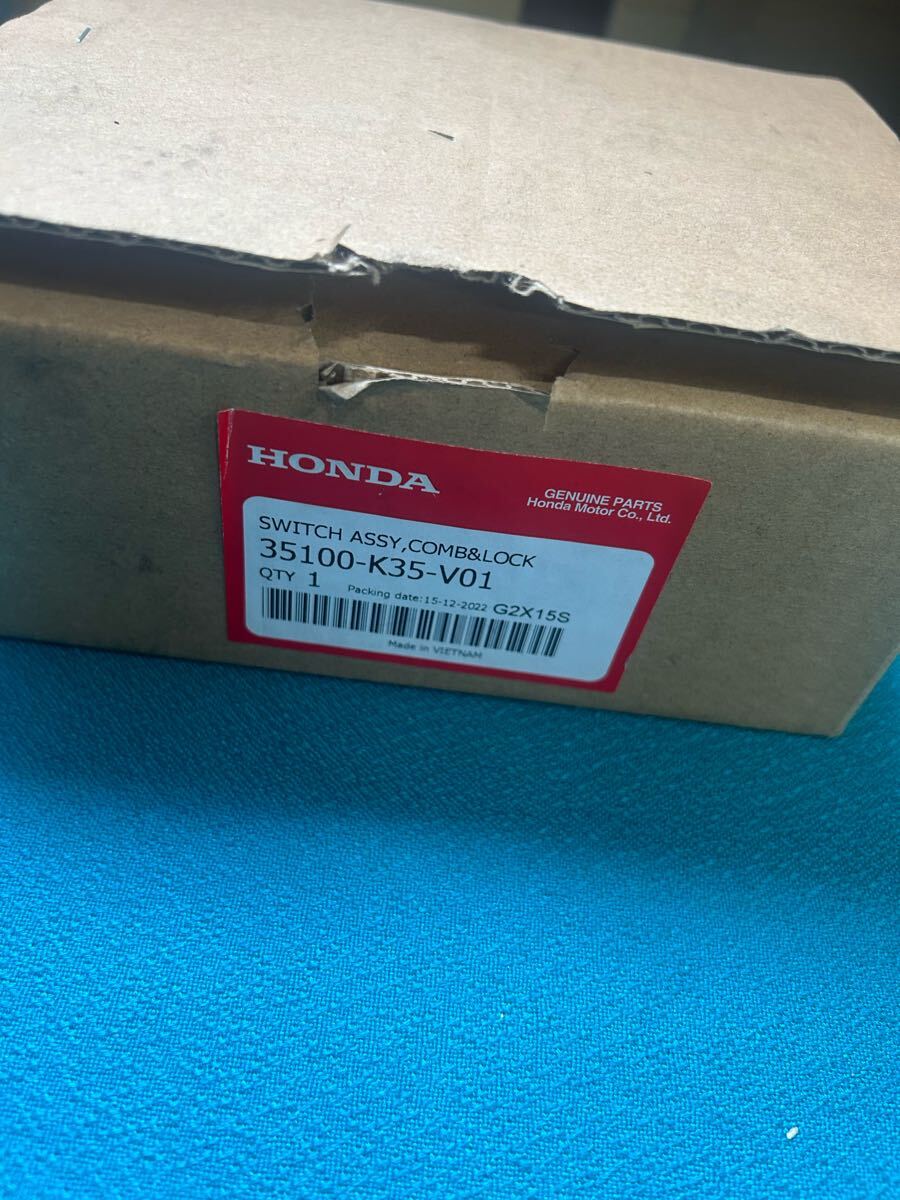 HONDA
GENUINE PARTS
Honda Motor Co., Ltd.
SWITCH ASSY,COMB&LOCK
35100-K35-V01
QTY 1 Packing date:15-12-2022 G2X15S
Made in VIETNAM